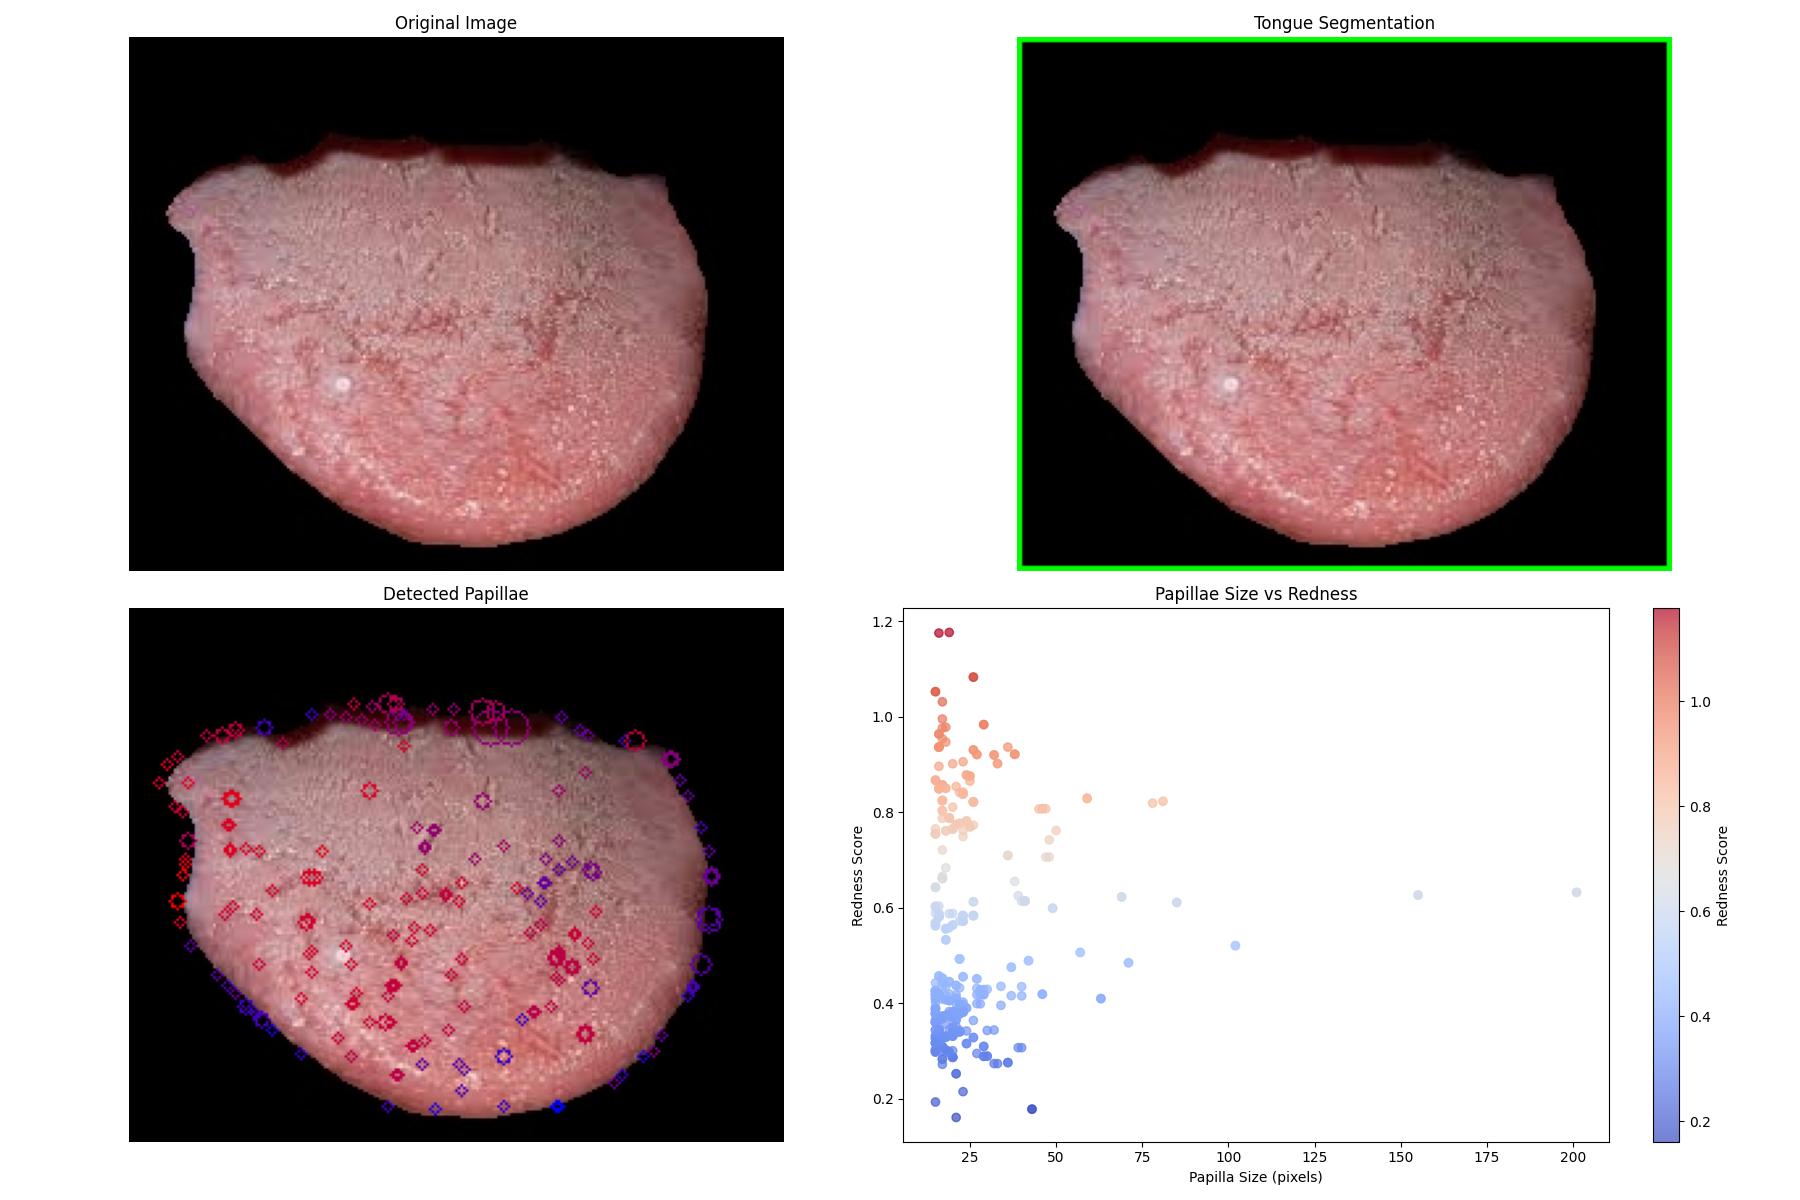 Original Image
Tongue Segmentation
Detected Papillae
Papillae Size vs Redness
1.2
1.0
0.8
0.6
0.4
0.2
Redness Score
25
50
75
100
125
150
175
200
Papilla Size (pixels)
1.0
0.8
0.6
0.4
0.2
Redness Score